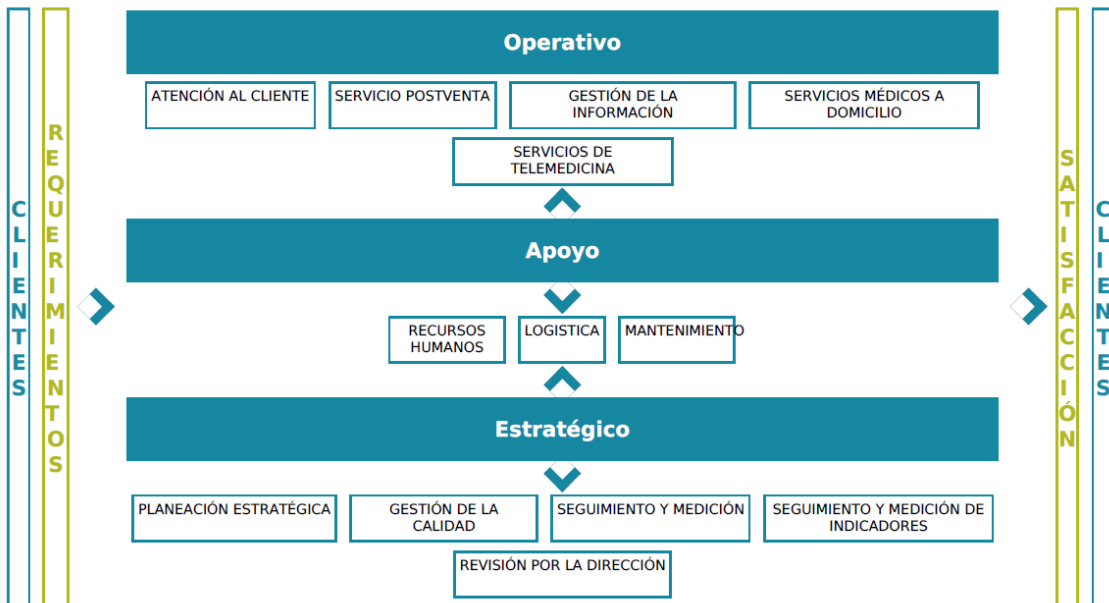 CLIENTES
REQUERIMIENTOS
Operativo
ATENCIÓN AL CLIENTE
SERVICIO POSTVENTA
GESTIÓN DE LA
INFORMACIÓN
SERVICIOS MÉDICOS A
DOMICILIO
SERVICIOS DE
TELEMEDICINA
Apoyo
RECURSOS
HUMANOS
LOGISTICA
MANTENIMIENTO
Estratégico
PLANEACIÓN ESTRATÉGICA
GESTIÓN DE LA
CALIDAD
SEGUIMIENTO Y MEDICIÓN
SEGUIMIENTO Y MEDICIÓN DE
INDICADORES
REVISIÓN POR LA DIRECCIÓN
SATISFACCIÓN
CLIENTES